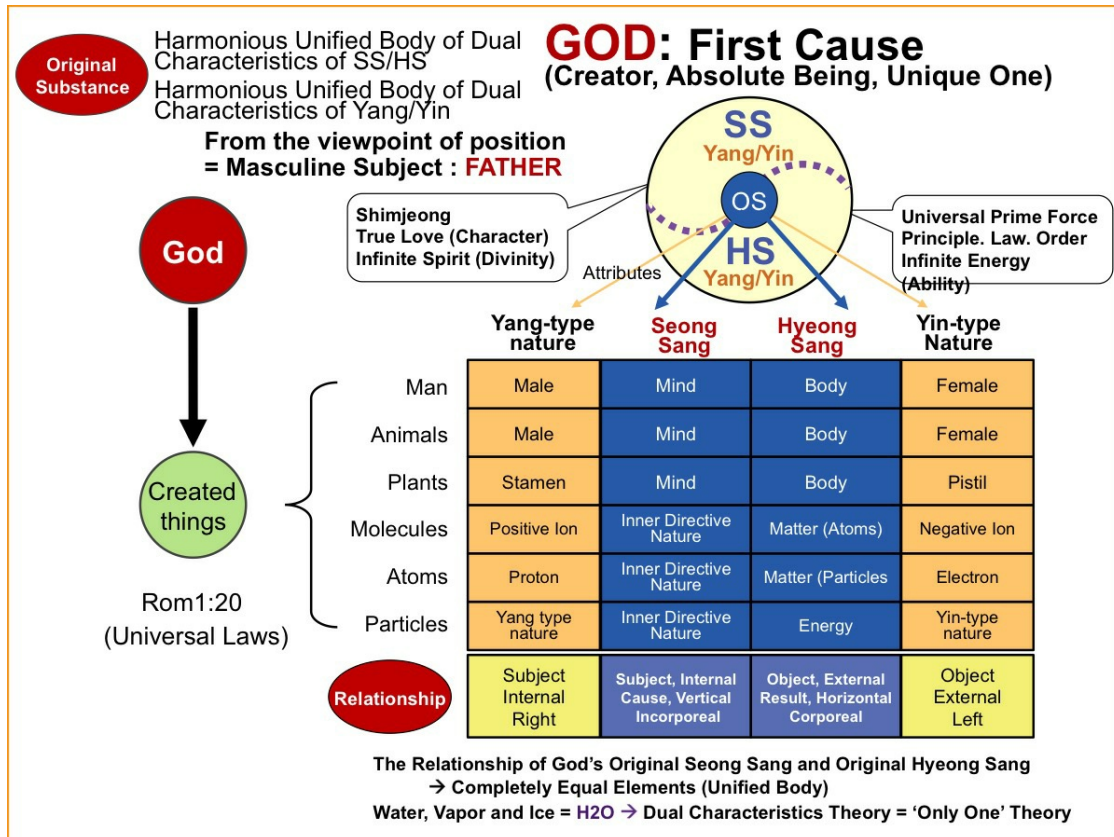 Original
Substance
Harmonious Unified Body of Dual
Characteristics of SS/HS
Harmonious Unified Body of Dual
Characteristics of Yang/Yin
GOD: First Cause
(Creator, Absolute Being, Unique One)
From the viewpoint of position
= Masculine Subject : FATHER
SS
Yang/Yin
OS
HS
Yang/Yin
Shimjeong
True Love (Character)
Infinite Spirit (Divinity)
Universal Prime Force
Principle. Law. Order
Infinite Energy
(Ability)
God
Attributes
Yang-type
nature
Seong
Sang
Hyeong
Sang
Yin-type
Nature
Man
Male
Mind
Body
Female
Animals
Male
Mind
Body
Female
Plants
Stamen
Mind
Body
Pistil
Molecules
Positive Ion
Inner Directive
Nature
Matter (Atoms)
Negative Ion
Atoms
Proton
Inner Directive
Nature
Matter (Particles
Electron
Particles
Yang type
nature
Inner Directive
Nature
Energy
Yin-type
nature
Created
things
Rom1:20
(Universal Laws)
Relationship
Subject
Internal
Right
Subject, Internal
Cause, Vertical
Incorporeal
Object, External
Result, Horizontal
Corporeal
Object
External
Left
The Relationship of God's Original Seong Sang and Original Hyeong Sang
→ Completely Equal Elements (Unified Body)
Water, Vapor and Ice = H2O → Dual Characteristics Theory = 'Only One' Theory